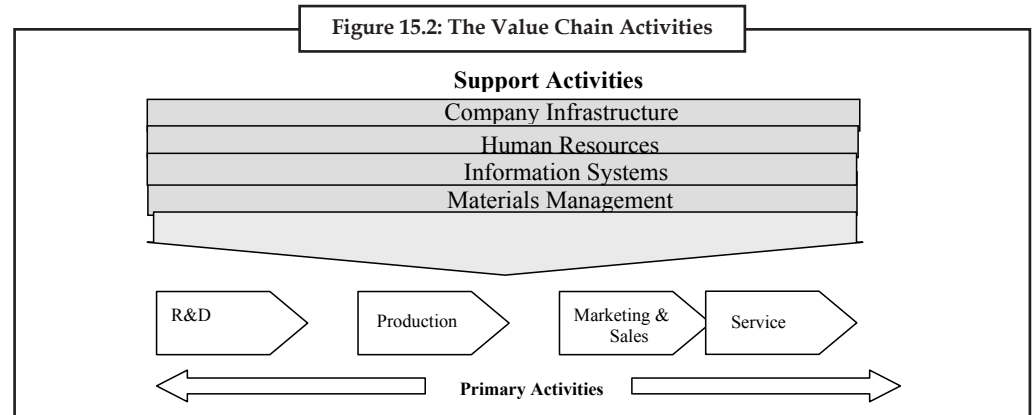 Figure 15.2: The Value Chain Activities
Support Activities
Company Infrastructure
Human Resources
Information Systems
Materials Management
R&D
Production
Marketing &
Sales
Service
Primary Activities